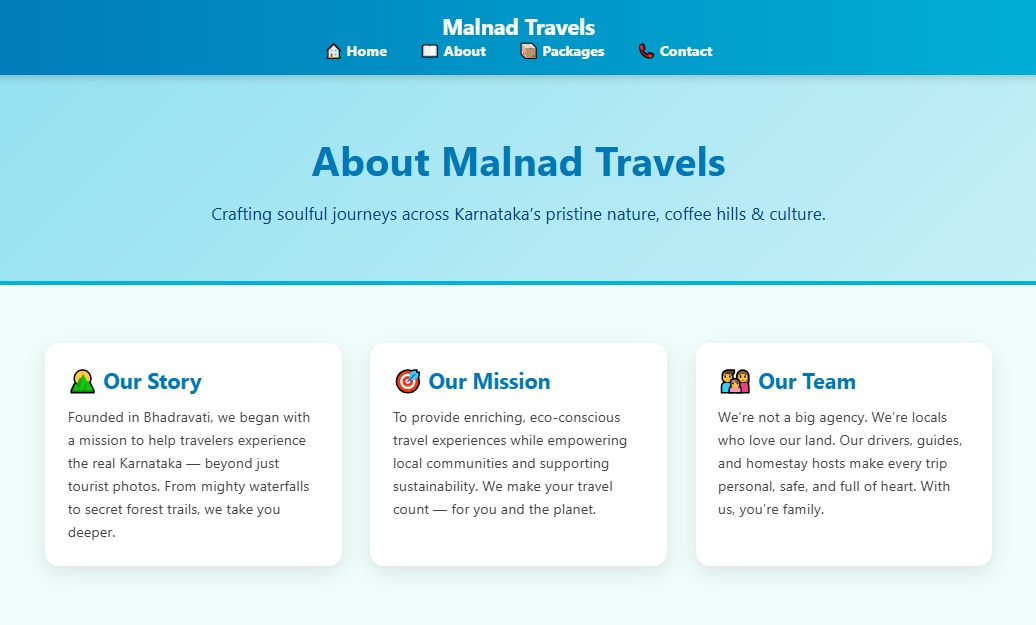 Malnad Travels
🏠 Home 📖 About 📦 Packages 📞 Contact
About Malnad Travels
Crafting soulful journeys across Karnataka’s pristine nature, coffee hills & culture.
Our Story
Founded in Bhadravati, we began with
a mission to help travelers experience
the real Karnataka — beyond just
tourist photos. From mighty waterfalls
to secret forest trails, we take you
deeper.
Our Mission
To provide enriching, eco-conscious
travel experiences while empowering
local communities and supporting
sustainability. We make your travel
count — for you and the planet.
Our Team
We’re not a big agency. We’re locals
who love our land. Our drivers, guides,
and homestay hosts make every trip
personal, safe, and full of heart. With
us, you’re family.